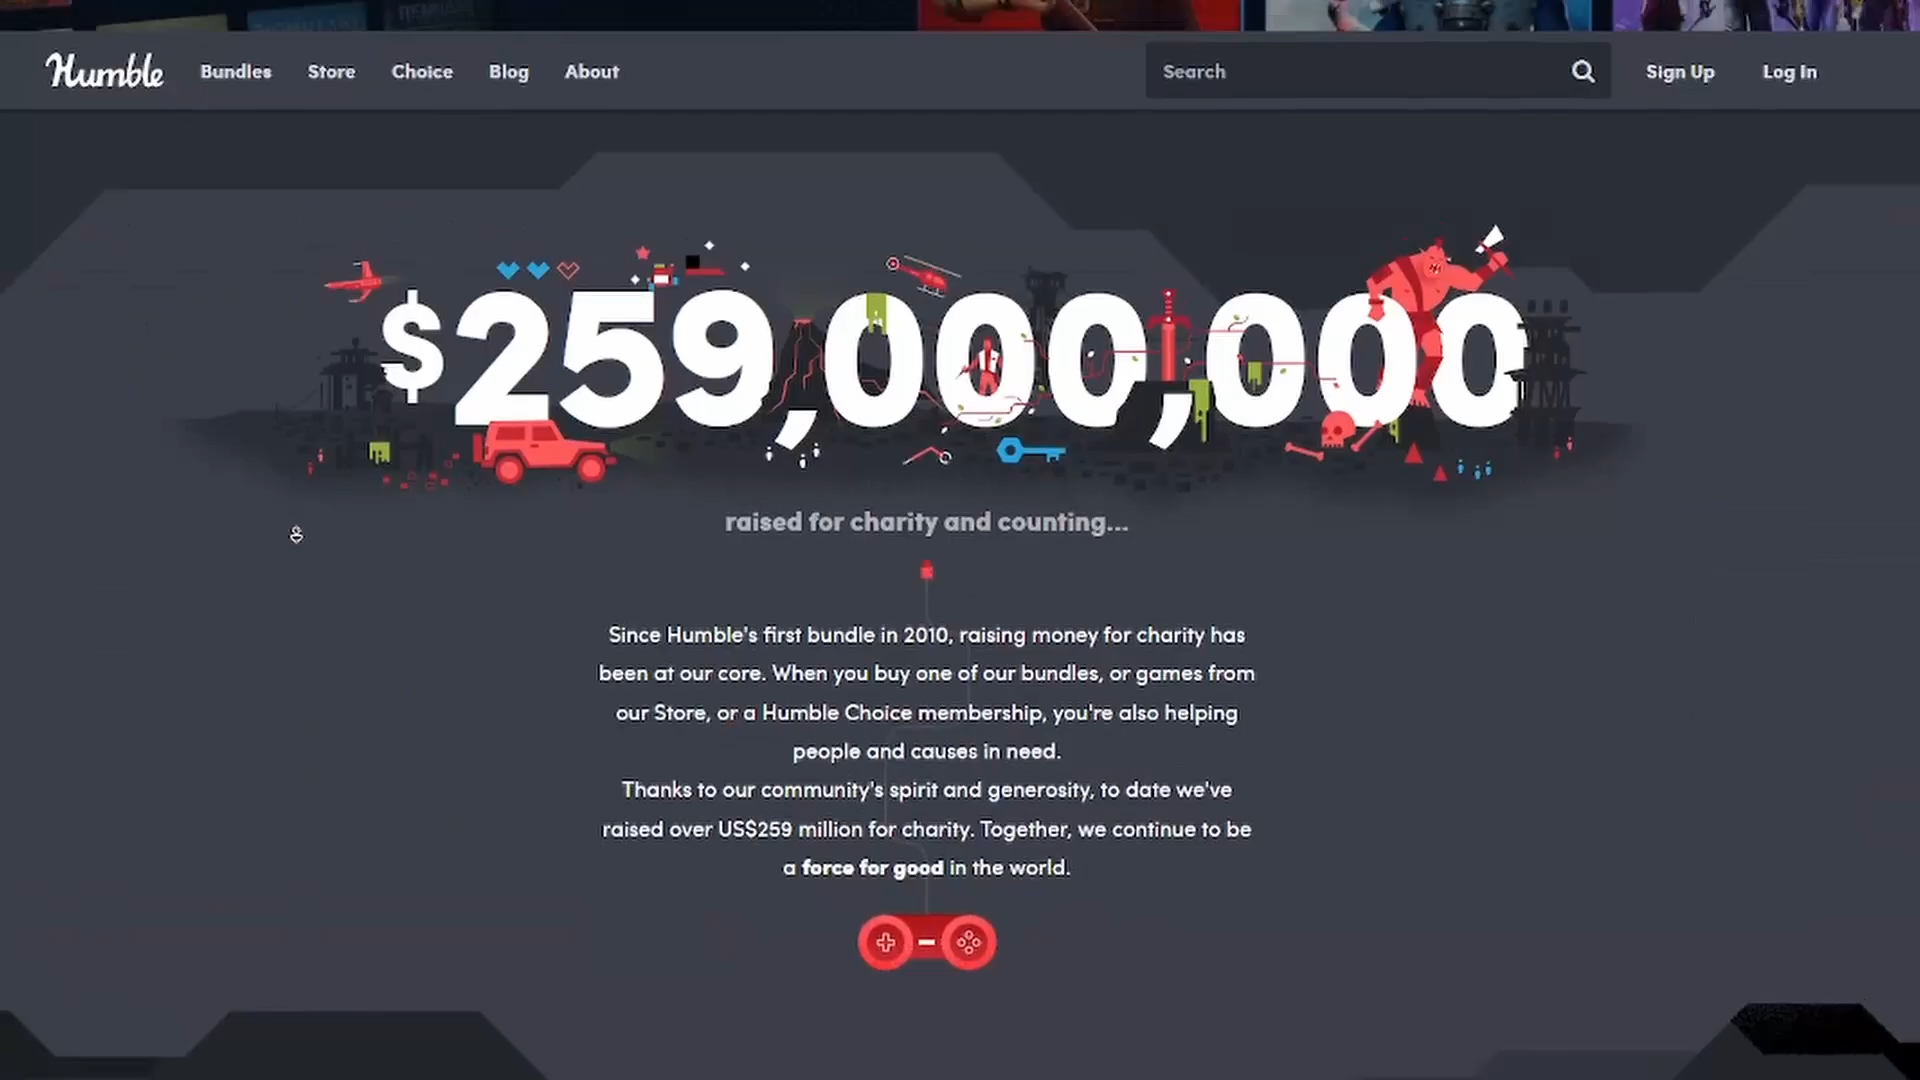 Humble Bundles Store Choice Blog About Search Sign Up Log In
$259,000,000
raised for charity and counting...
Since Humble's first bundle in 2010, raising money for charity has
been at our core. When you buy one of our bundles, or games from
our Store, or a Humble Choice membership, you're also helping
people and causes in need.
Thanks to our community's spirit and generosity, to date we've
raised over US$259 million for charity. Together, we continue to be
a force for good in the world.